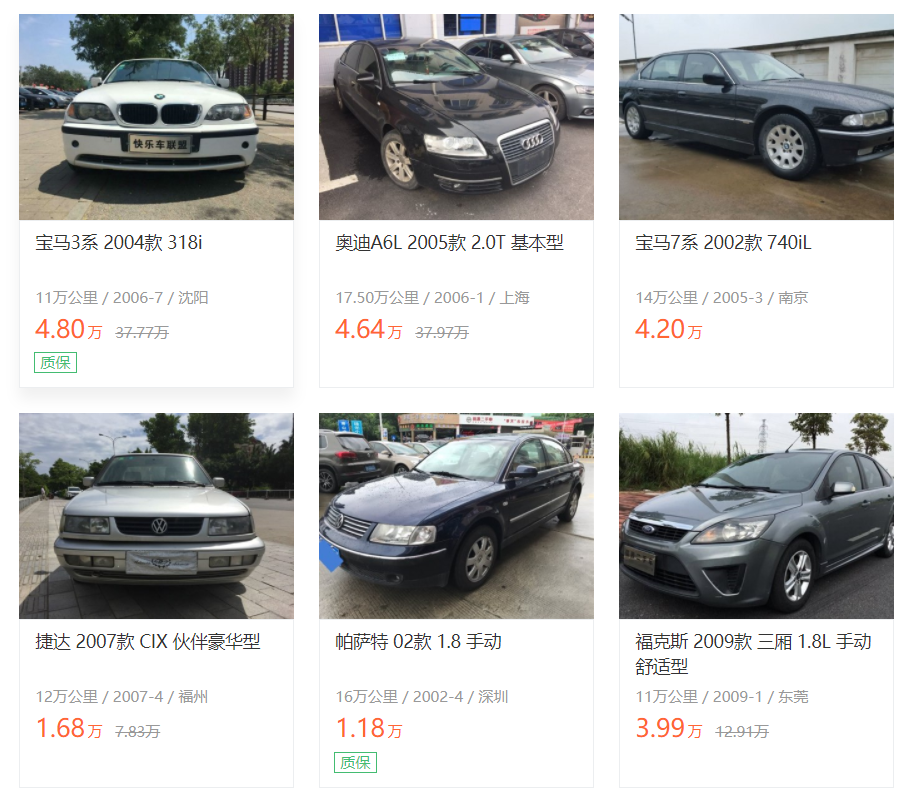 快乐车联盟
宝马3系 2004款 318i
11万公里 / 2006-7 / 沈阳
4.80万 37.77万
质保
奥迪A6L 2005款 2.0T 基本型
17.50万公里 / 2006-1 / 上海
4.64万 37.97万
宝马7系 2002款 740iL
14万公里 / 2005-3 / 南京
4.20万
捷达 2007款 CIX 伙伴豪华型
12万公里 / 2007-4 / 福州
1.68万 7.83万
帕萨特 02款 1.8 手动
16万公里 / 2002-4 / 深圳
1.18万
质保
福克斯 2009款 三厢 1.8L 手动
舒适型
11万公里 / 2009-1 / 东莞
3.99万 12.91万